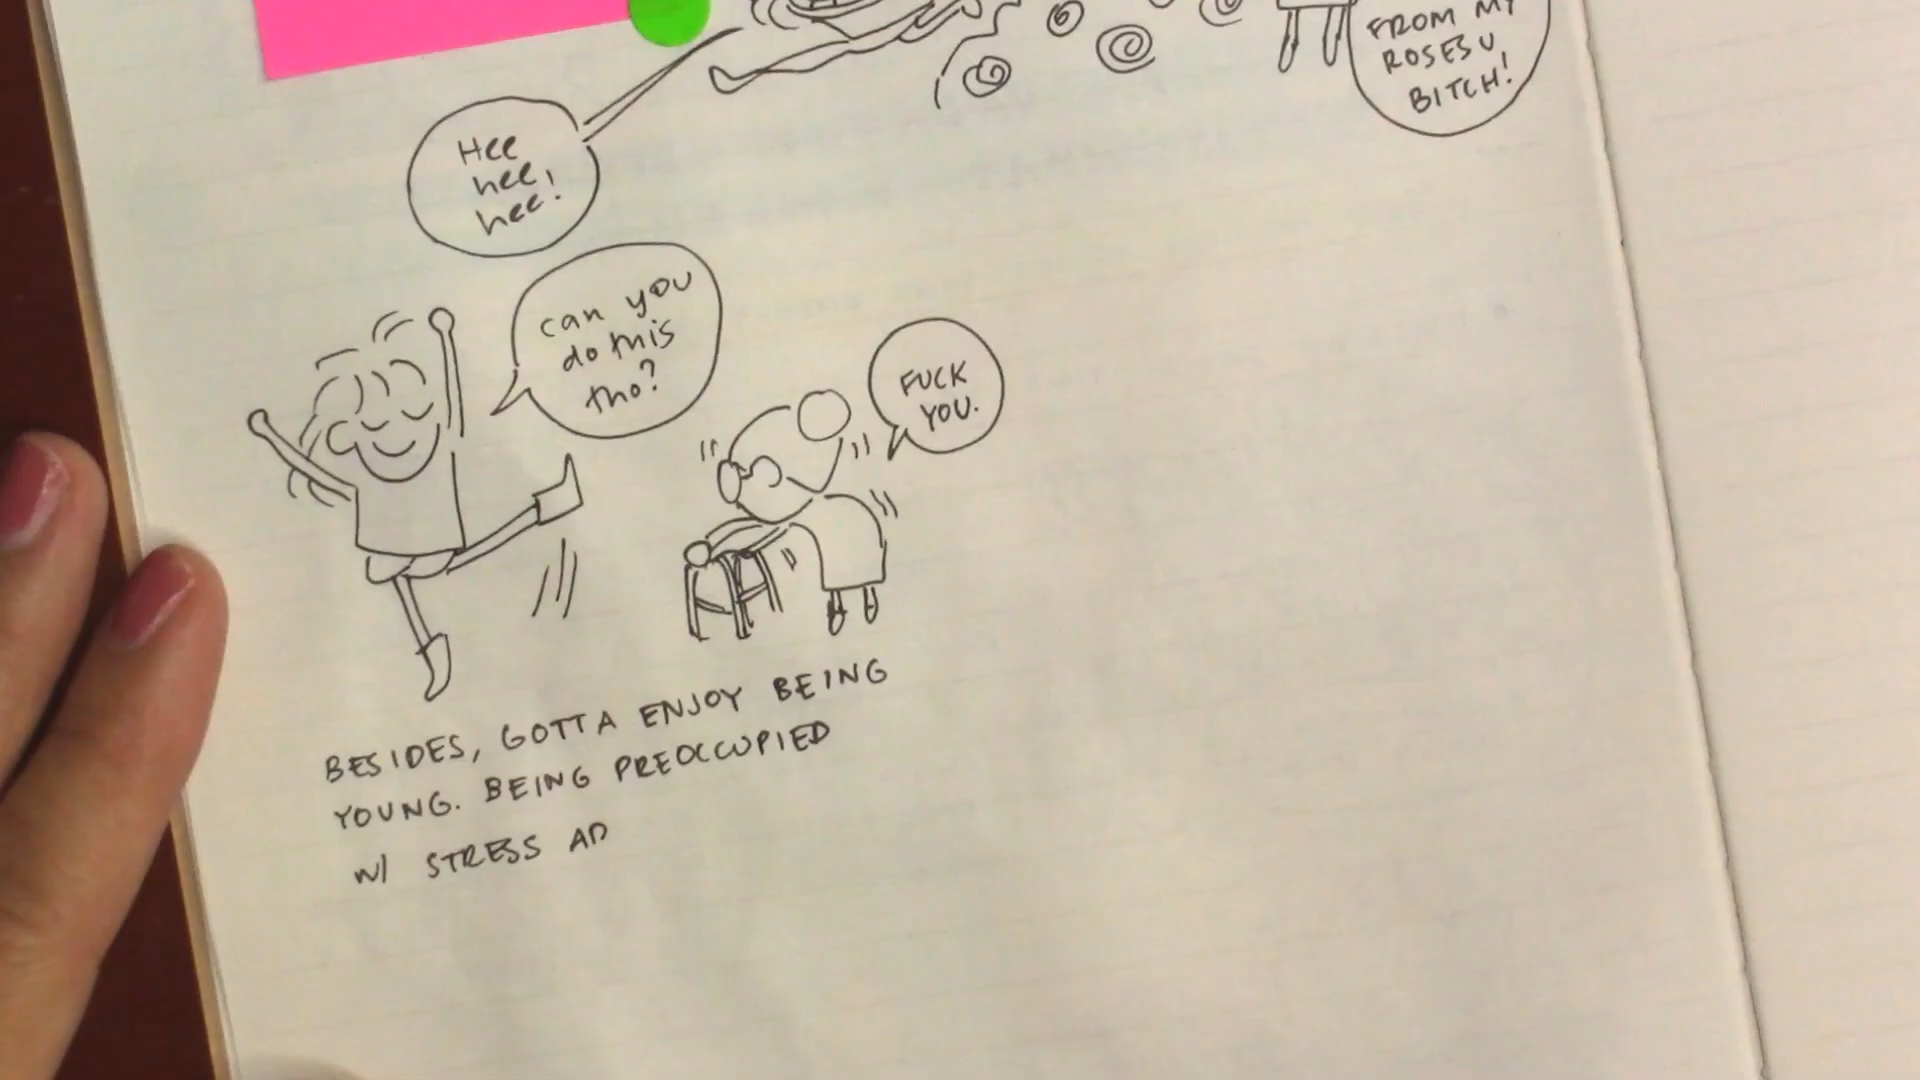 FROM MY
ROSES U
BITCH!
Hee
hee,
hee!
can you
do this
tho?
FUCK
YOU.
BESIDES, GOTTA ENJOY BEING
YOUNG. BEING PREOCCUPIED
W/ STRESS AD